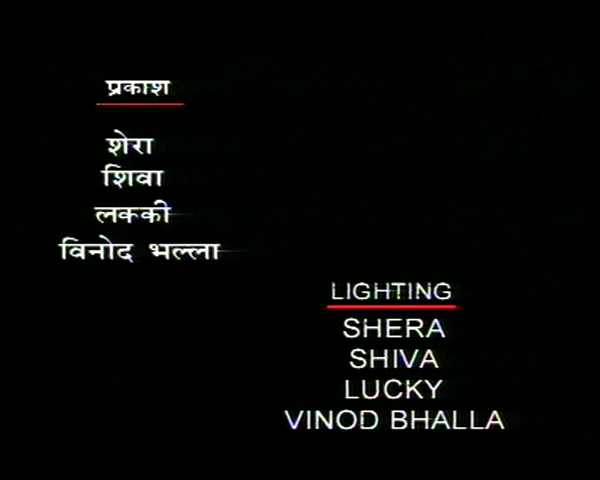 प्रकाश
शेरा
शिवा
लक्की
विनोद भल्ला
LIGHTING
SHERA
SHIVA
LUCKY
VINOD BHALLA